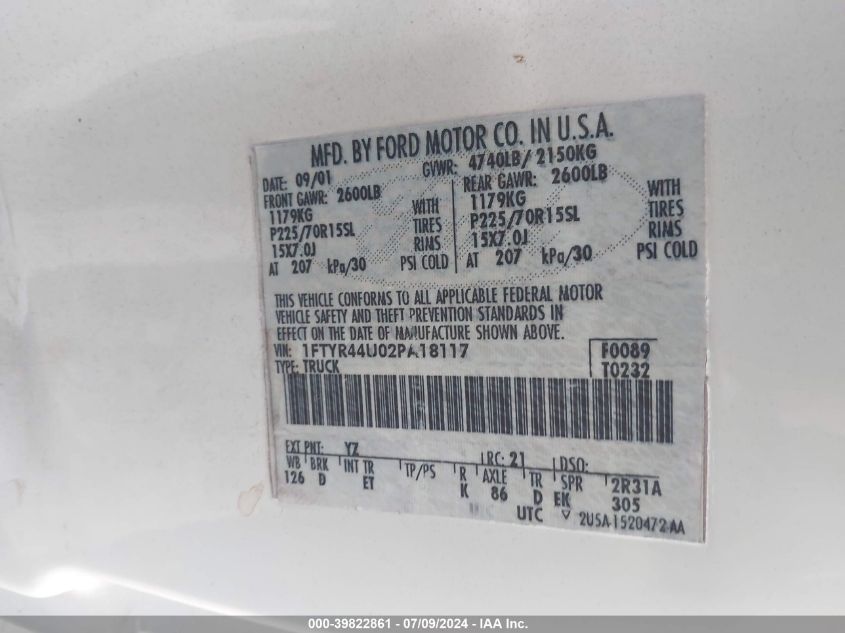 MFD. BY FORD MOTOR CO. IN U.S.A.
DATE: 09/01 GVWR: 4740LB/ 2150KG
FRONT GAWR: 2600LB REAR GAWR: 2600LB
1179KG WITH 1179KG WITH
P225/70R15SL TIRES P225/70R15SL TIRES
15X7.0J RIMS 15X7.0J RIMS
AT 207 kPa/30 PSI COLD AT 207 kPa/30 PSI COLD
THIS VEHICLE CONFORMS TO ALL APPLICABLE FEDERAL MOTOR
VEHICLE SAFETY AND THEFT PREVENTION STANDARDS IN
EFFECT ON THE DATE OF MANUFACTURE SHOWN ABOVE.
VIN: 1FTYR44U02PA18117 F0089
TYPE: TRUCK T0232
EXT PNT: YZ RC: 21 DSO:
WB BRK INT TR TP/PS R AXLE TR SPR 2R31A
126 D ET K 86 D EK 305
UTC ▽ 2USA-1520472-AA
000-39822861 - 07/09/2024 - IAA Inc.